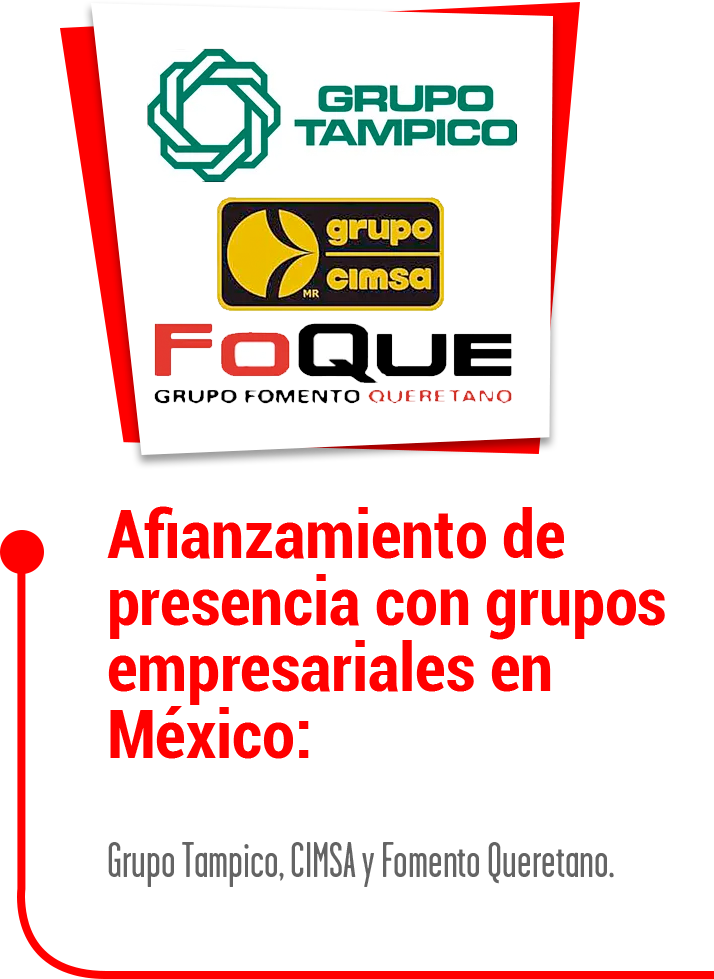 GRUPO
TAMPICO
grupo
cimsa
MR
FOQUE
GRUPO FOMENTO QUERETANO
Afianzamiento de
presencia con grupos
empresariales en
México:
Grupo Tampico, CIMSA y Fomento Queretano.